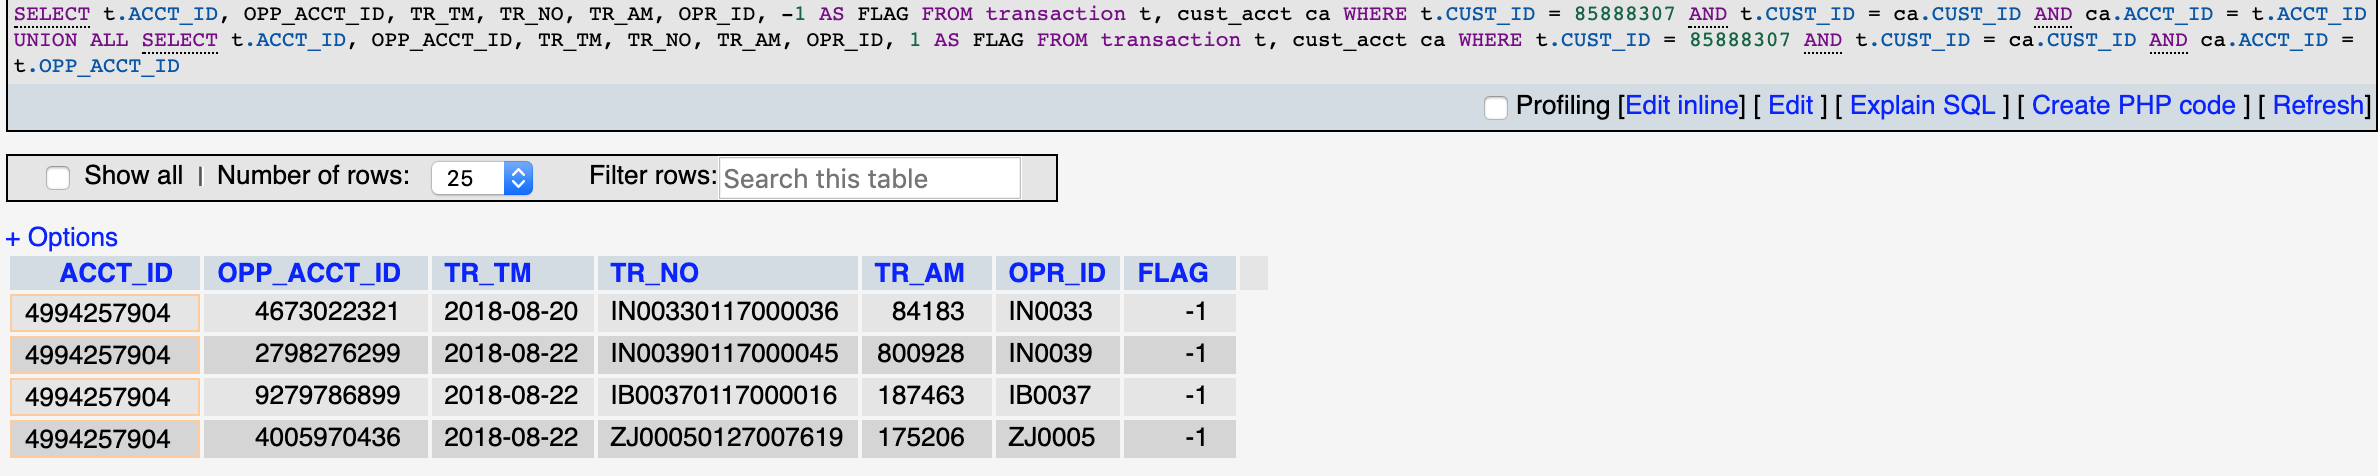 SELECT t.ACCT_ID, OPP_ACCT_ID, TR_TM, TR_NO, TR_AM, OPR_ID, -1 AS FLAG FROM transaction t, cust_acct ca WHERE t.CUST_ID = 85888307 AND t.CUST_ID = ca.CUST_ID AND ca.ACCT_ID = t.ACCT_ID
UNION ALL SELECT t.ACCT_ID, OPP_ACCT_ID, TR_TM, TR_NO, TR_AM, OPR_ID, 1 AS FLAG FROM transaction t, cust_acct ca WHERE t.CUST_ID = 85888307 AND t.CUST_ID = ca.CUST_ID AND ca.ACCT_ID =
t.OPP_ACCT_ID
Profiling [Edit inline] [ Edit ] [ Explain SQL ] [ Create PHP code ] [ Refresh]
Show all | Number of rows: 25 Filter rows: Search this table
+ Options
ACCT_ID OPP_ACCT_ID TR_TM TR_NO TR_AM OPR_ID FLAG
4994257904 4673022321 2018-08-20 IN00330117000036 84183 IN0033 -1
4994257904 2798276299 2018-08-22 IN00390117000045 800928 IN0039 -1
4994257904 9279786899 2018-08-22 IB00370117000016 187463 IB0037 -1
4994257904 4005970436 2018-08-22 ZJ00050127007619 175206 ZJ0005 -1